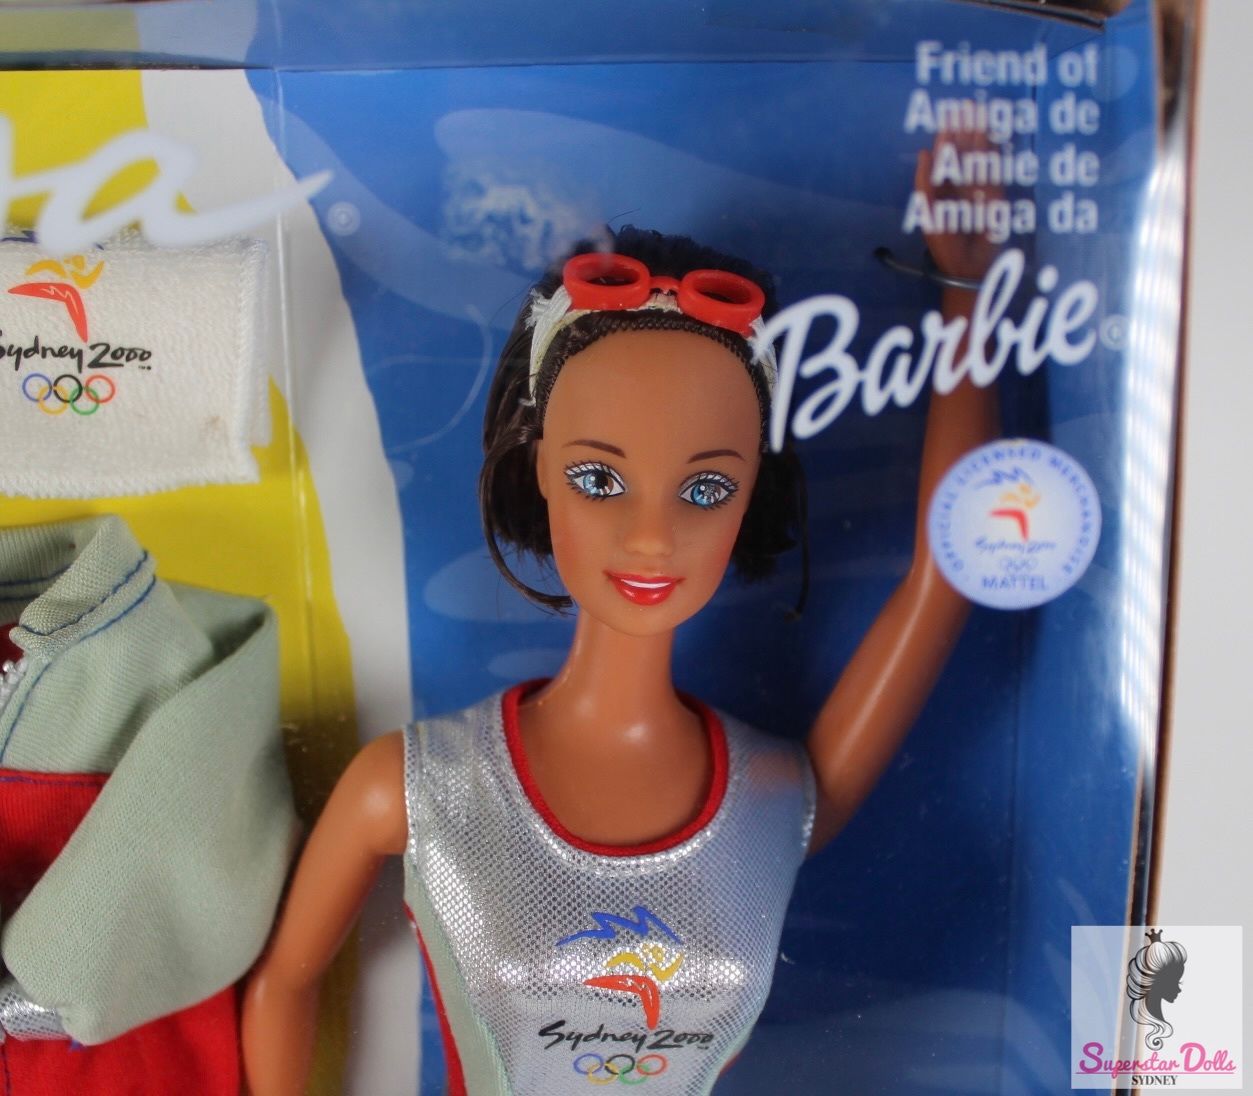 Friend of
Amiga de
Amie de
Amiga da
Barbie®
Sydney 2000
OFFICIAL LICENSED MERCHANDISE
Sydney 2000
MATTEL
Sydney 2000
Superstar Dolls
SYDNEY